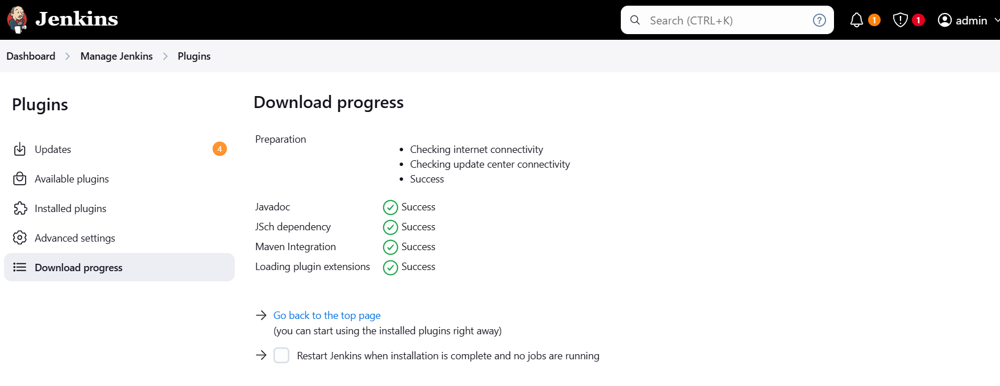 Jenkins
Search (CTRL+K)
?
1
1
admin
Dashboard
Manage Jenkins
Plugins
Plugins
Updates
4
Available plugins
Installed plugins
Advanced settings
Download progress
Download progress
Preparation
Checking internet connectivity
Checking update center connectivity
Success
Javadoc Success
JSch dependency Success
Maven Integration Success
Loading plugin extensions Success
Go back to the top page
(you can start using the installed plugins right away)
Restart Jenkins when installation is complete and no jobs are running